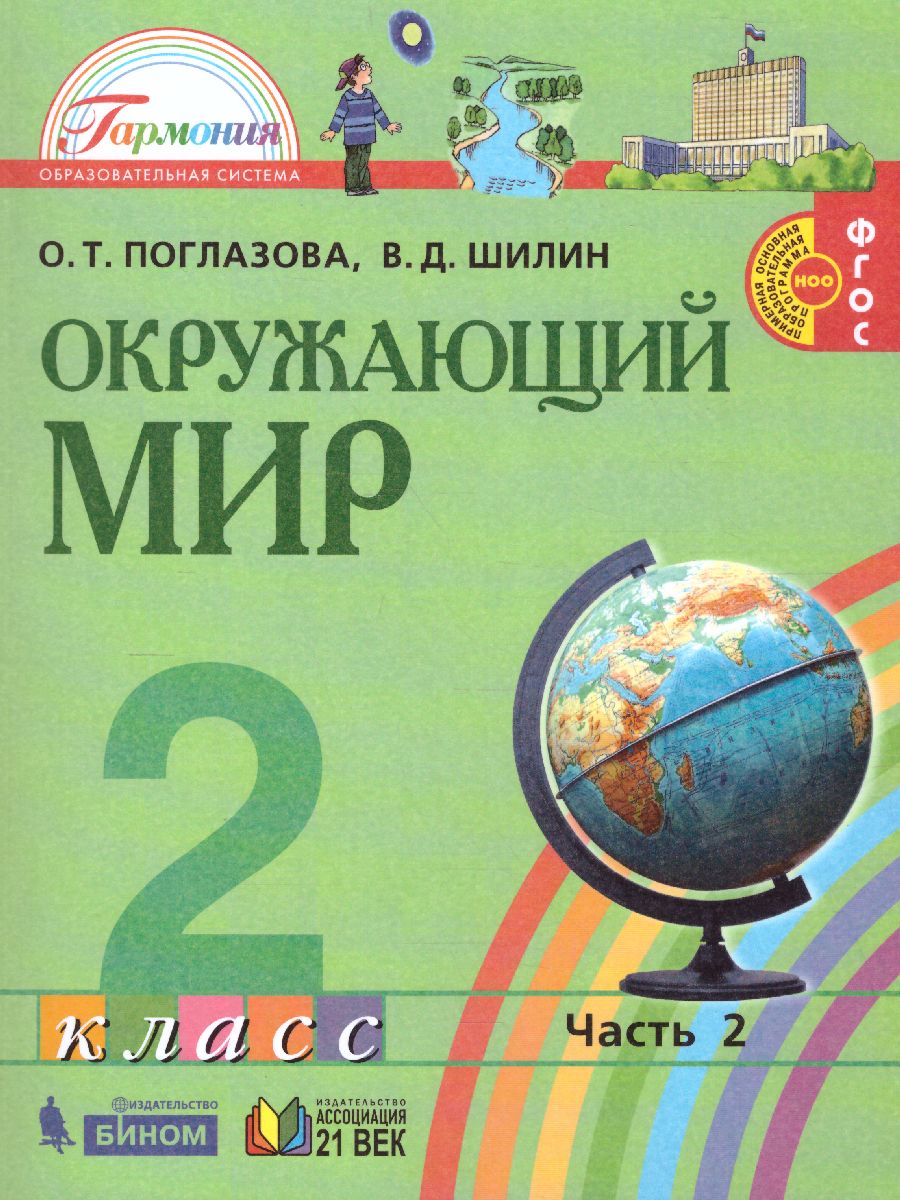 Гармония
ОБРАЗОВАТЕЛЬНАЯ СИСТЕМА
О. Т. ПОГЛАЗОВА, В. Д. ШИЛИН
ПРИМЕРНАЯ ОСНОВНАЯ
ОБРАЗОВАТЕЛЬНАЯ
ПРОГРАММА
НОО
ФГОС
ОКРУЖАЮЩИЙ
МИР
2
класс
Часть 2
ИЗДАТЕЛЬСТВО
БИНОМ
ИЗДАТЕЛЬСТВО
АССОЦИАЦИЯ
21 ВЕК